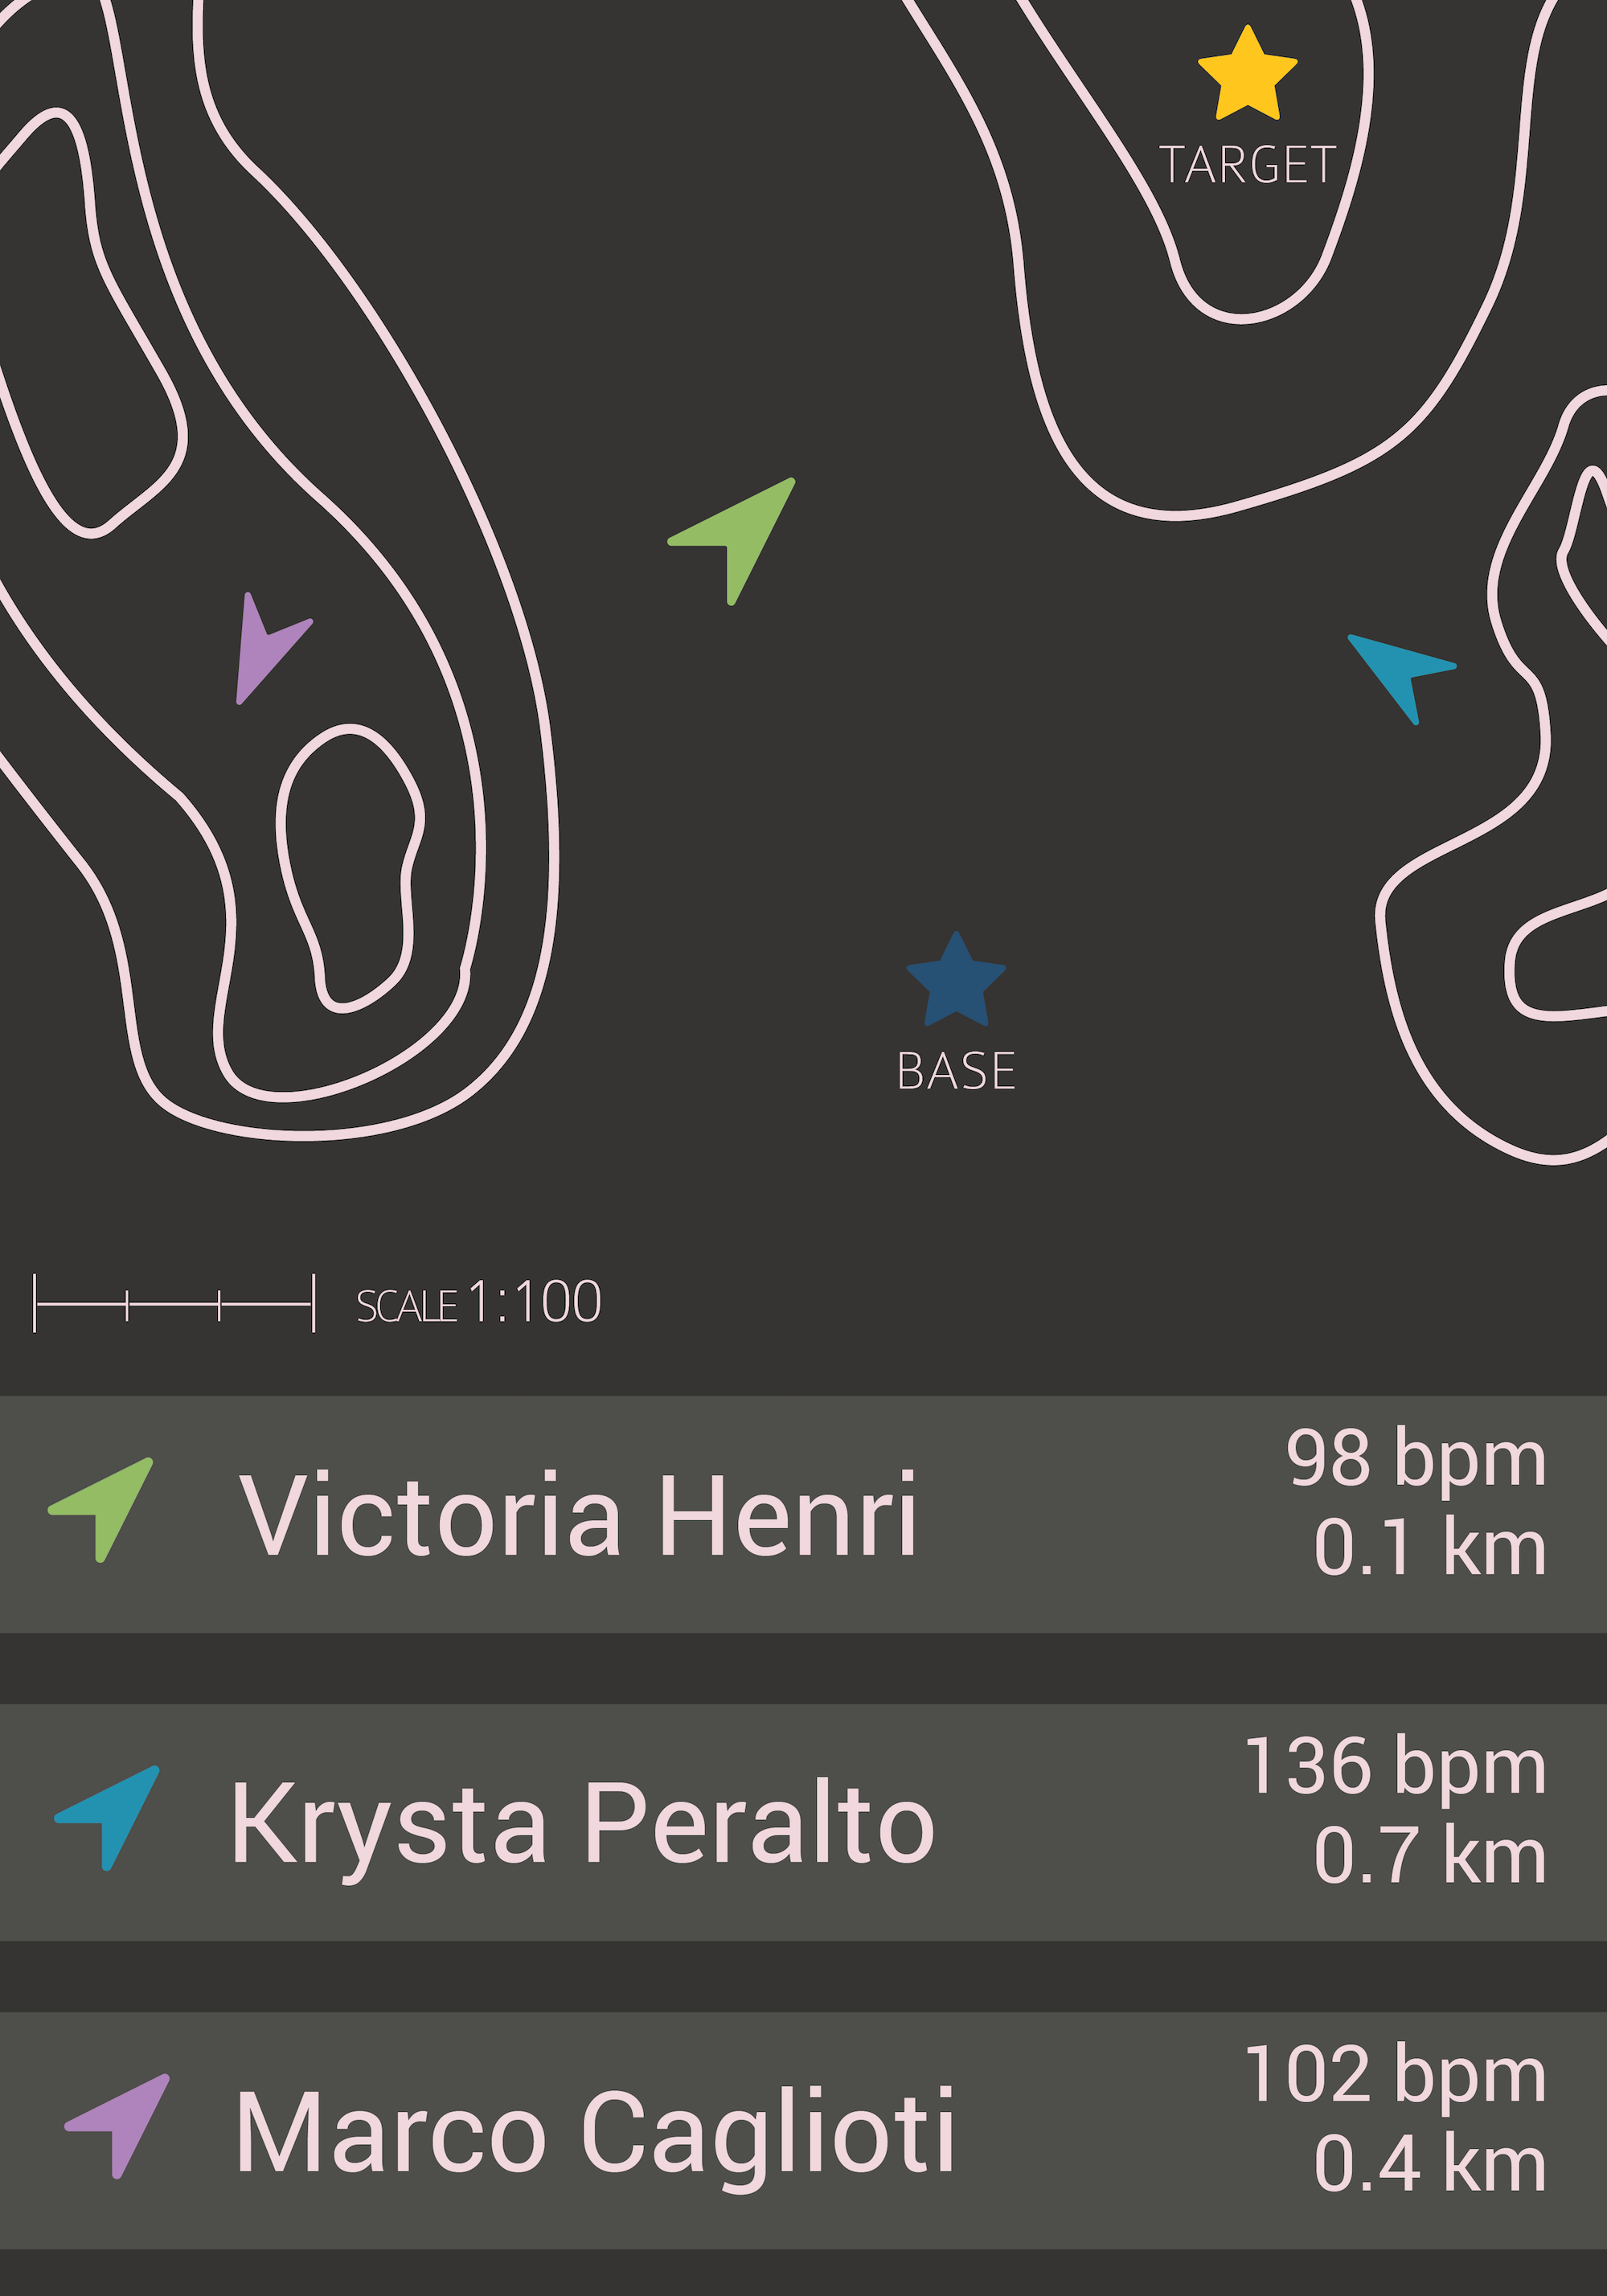 TARGET
BASE
SCALE 1:100
Victoria Henri
98 bpm
0.1 km
Krysta Peralto
136 bpm
0.7 km
Marco Caglioti
102 bpm
0.4 km